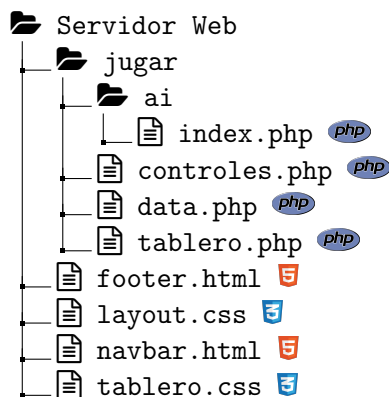 Servidor Web
jugar
ai
index.php php
controles.php php
data.php php
tablero.php php
footer.html 5
layout.css 3
navbar.html 5
tablero.css 3